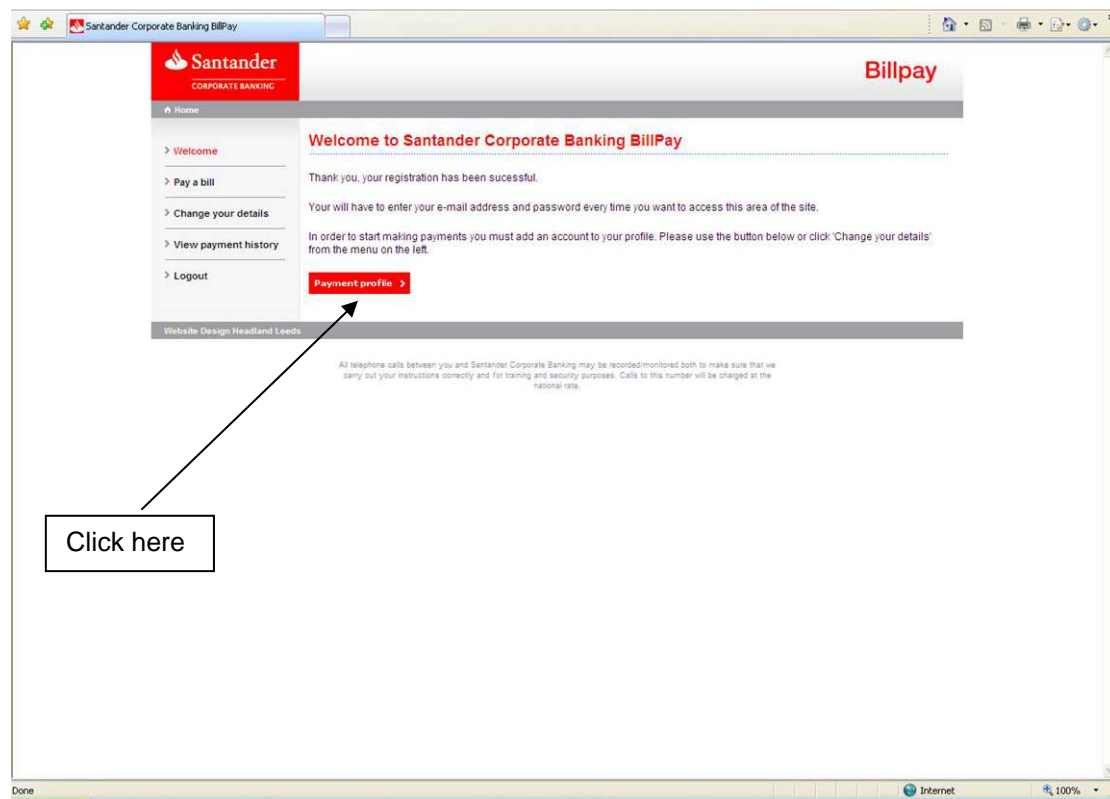 Santander Corporate Banking BillPay
Santander
CORPORATE BANKING
Billpay
Home
> Welcome
> Pay a bill
> Change your details
> View payment history
> Logout
Welcome to Santander Corporate Banking BillPay
Thank you, your registration has been sucessful.
Your will have to enter your e-mail address and password every time you want to access this area of the site.
In order to start making payments you must add an account to your profile. Please use the button below or click 'Change your details'
from the menu on the left.
Payment profile >
Website Design Headland Leeds
All telephone calls between you and Santander Corporate Banking may be recorded/monitored both to make sure that we
carry out your instructions correctly and for training and security purposes. Calls to this number will be charged at the
national rate.
Click here
Done
Internet
100%